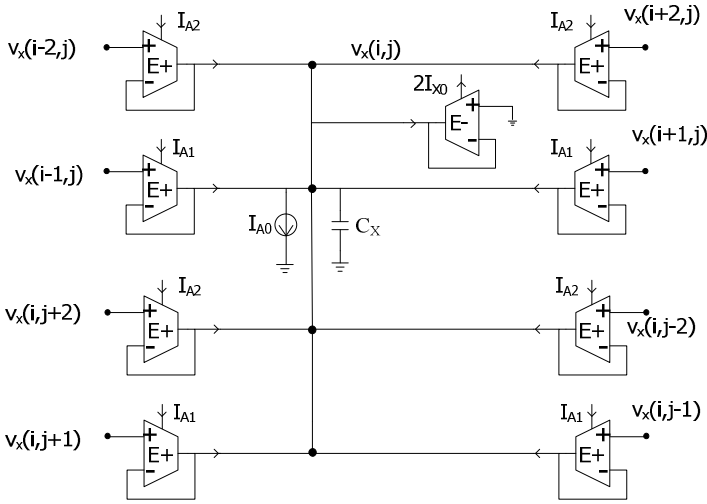 I_A2 I_A2
v_x(i-2,j) + v_x(i,j) + v_x(i+2,j)
E+ 2I_X0 E+
- + -
E-
-
I_A1 I_A1
v_x(i-1,j) + + v_x(i+1,j)
E+ E+
- -
I_A0 C_X
I_A2 I_A2
v_x(i,j+2) + + v_x(i,j-2)
E+ E+
- -
I_A1 I_A1
v_x(i,j+1) + + v_x(i,j-1)
E+ E+
- -